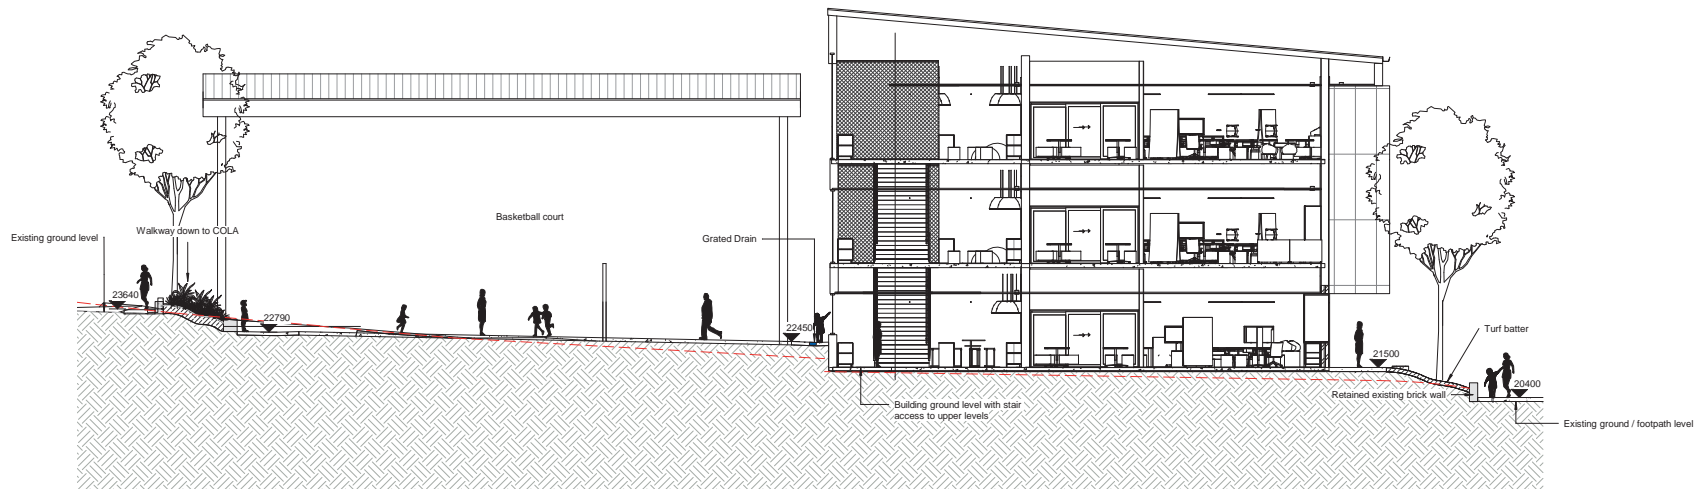 Basketball court
Walkway down to COLA
Existing ground level
Grated Drain
23640
22790
22450
Turf batter
21500
20400
Retained existing brick wall
Building ground level with stair
access to upper levels
Existing ground / footpath level